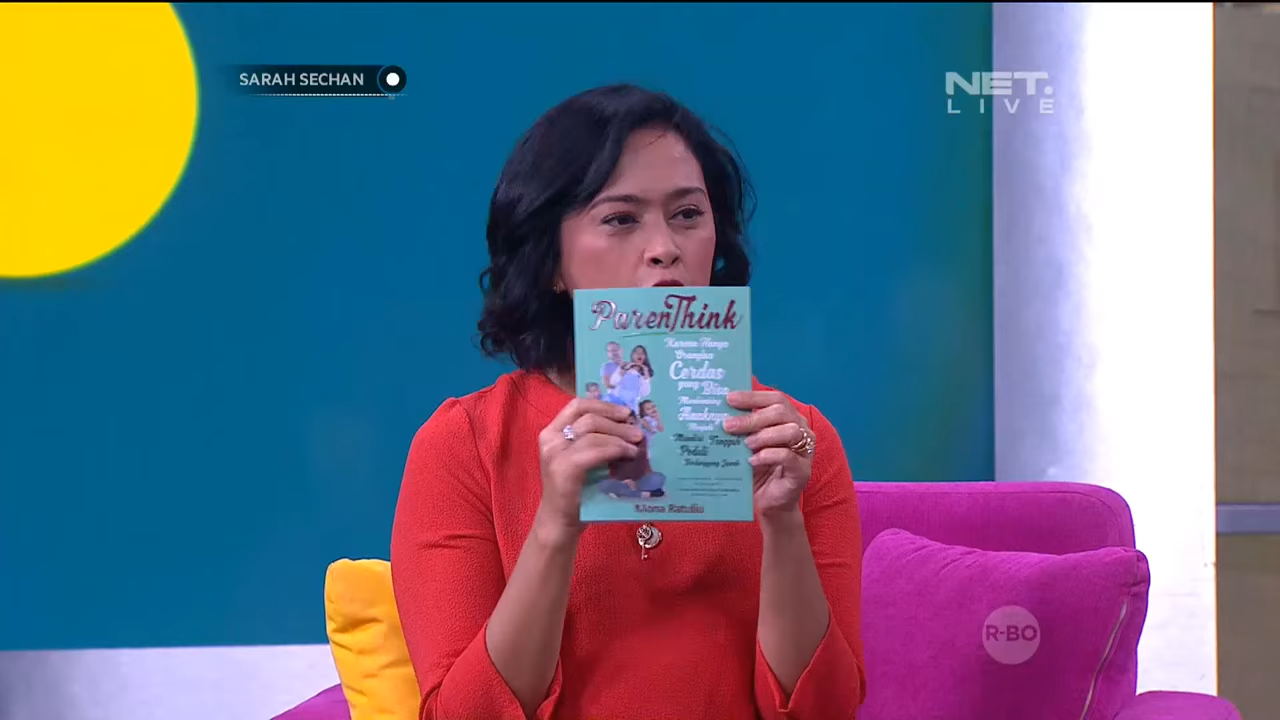 SARAH SECHAN
NET.
LIVE
ParenThink
Karena Hanya
Orangtua
Cerdas
yang Bisa
Membimbing
Anaknya
Menjadi
Mandiri Tangguh
Peduli
Bertanggung Jawab
Mona Ratuliu
R-BO